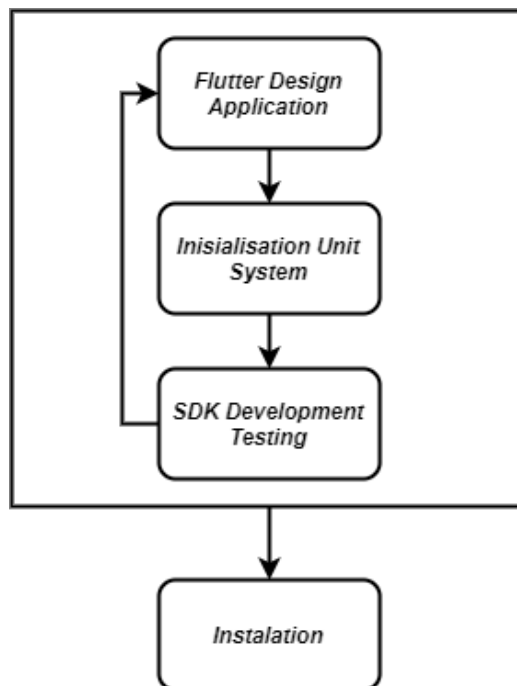 Flutter Design
Application
Inisialisation Unit
System
SDK Development
Testing
Instalation